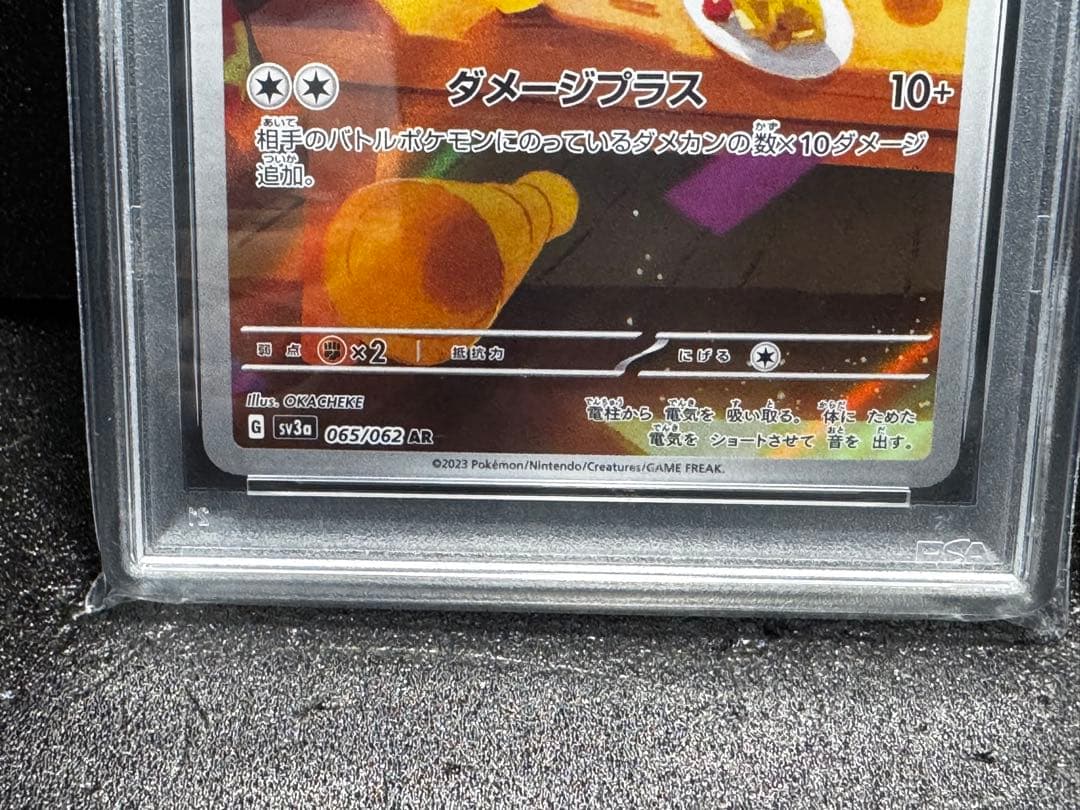 ダメージプラス 10+
相手のバトルポケモンにのっているダメカンの数×10ダメージ
追加。
弱点 ×2 抵抗力 にげる
Illus. OKACHEKE
G sv3a 065/062 AR
電柱から 電気を 吸い取る。 体に ためた
電気を ショートさせて 音を 出す。
©2023 Pokémon/Nintendo/Creatures/GAME FREAK.
PSA